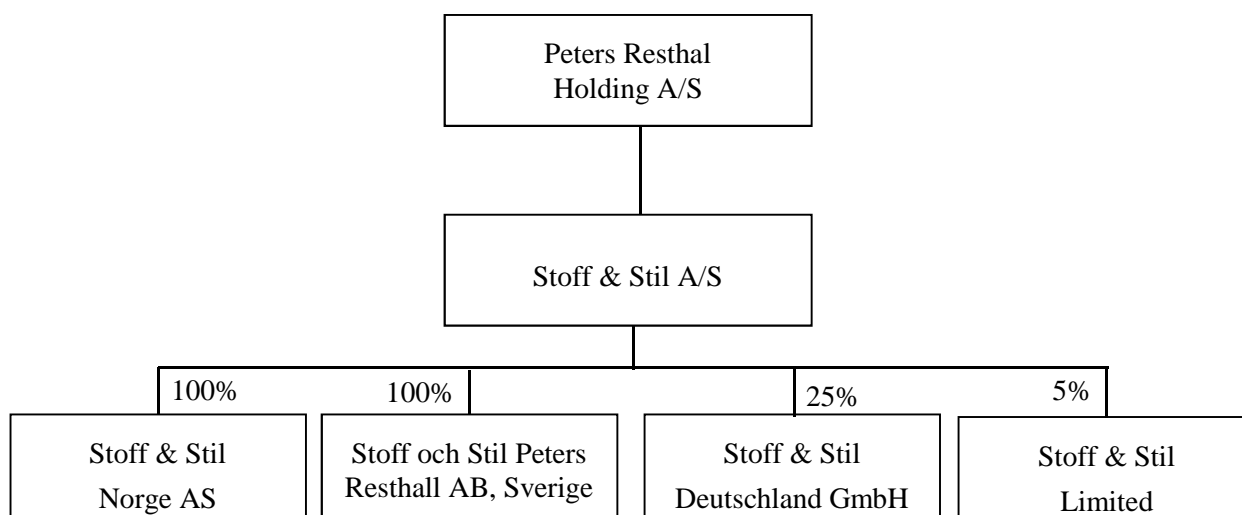 Peters Resthal
Holding A/S
Stoff & Stil A/S
100%
100%
25%
5%
Stoff & Stil
Norge AS
Stoff och Stil Peters
Resthall AB, Sverige
Stoff & Stil
Deutschland GmbH
Stoff & Stil
Limited